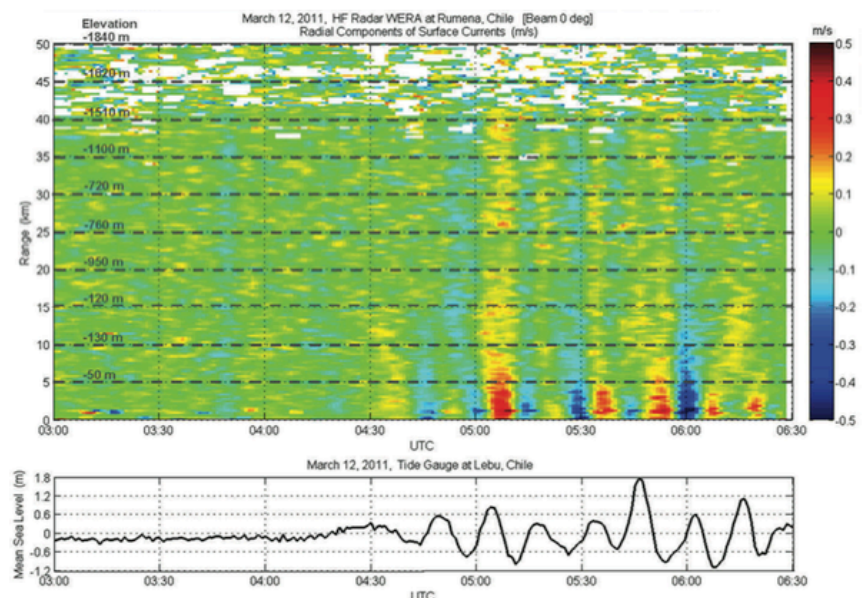 March 12, 2011, HF Radar WERA at Rumena, Chile [Beam 0 deg]
Radial Components of Surface Currents (m/s)
Elevation
m/s
-1840 m
-1820 m
-1510 m
-1100 m
-720 m
-760 m
-950 m
-120 m
-130 m
-50 m
Range (km)
50
45
40
35
30
25
20
15
10
5
0
0.5
0.4
0.3
0.2
0.1
0
-0.1
-0.2
-0.3
-0.4
-0.5
03:00 03:30 04:00 04:30 05:00 05:30 06:00 06:30
UTC
March 12, 2011, Tide Gauge at Lebu, Chile
Mean Sea Level (m)
1.8
1.2
0.6
0
-0.6
-1.2
03:00 03:30 04:00 04:30 05:00 05:30 06:00 06:30
UTC